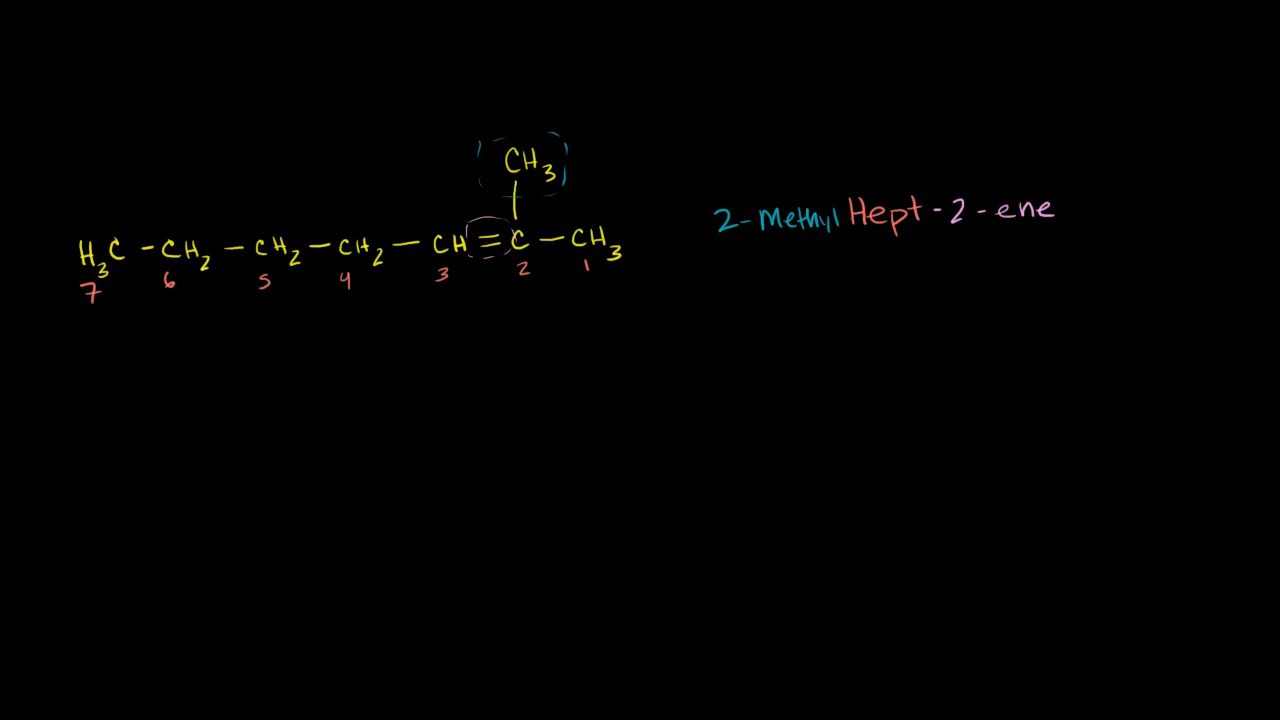 CH₃
H₃C - CH₂ - CH₂ - CH₂ - CH = C - CH₃
7 6 5 4 3 2 1
2-Methyl Hept-2-ene